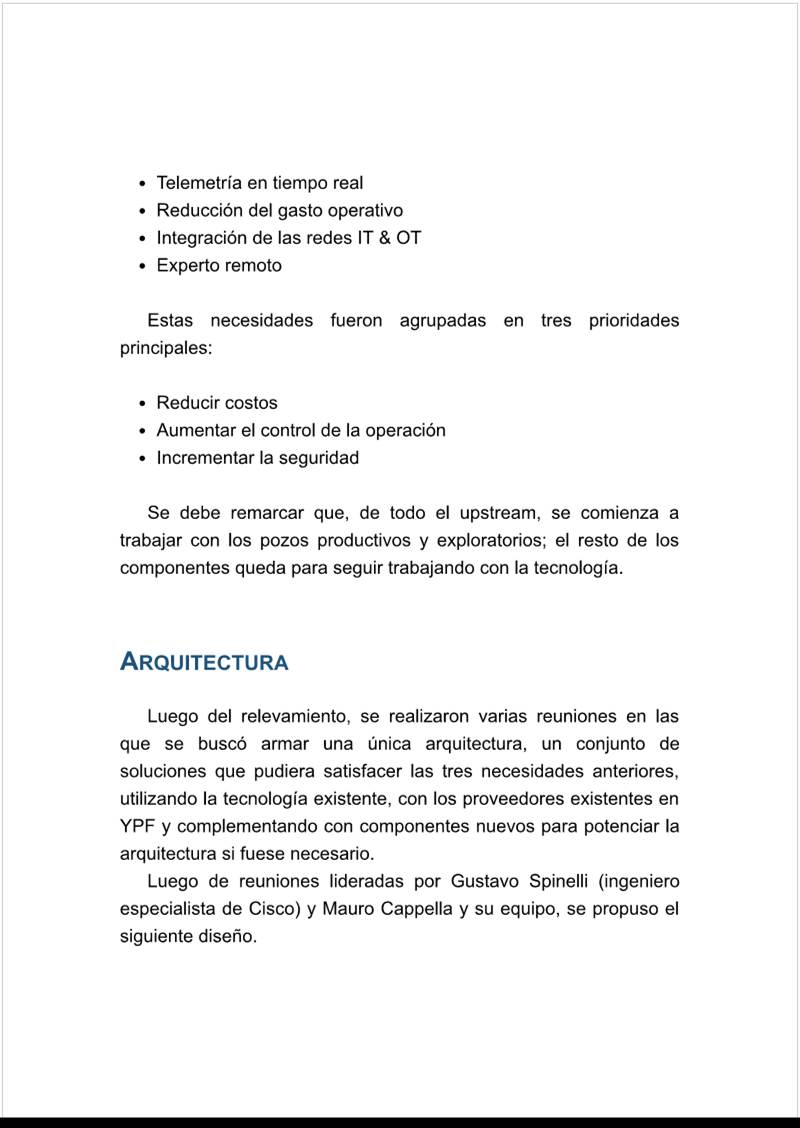 • Telemetría en tiempo real
• Reducción del gasto operativo
• Integración de las redes IT & OT
• Experto remoto
Estas necesidades fueron agrupadas en tres prioridades
principales:
• Reducir costos
• Aumentar el control de la operación
• Incrementar la seguridad
Se debe remarcar que, de todo el upstream, se comienza a
trabajar con los pozos productivos y exploratorios; el resto de los
componentes queda para seguir trabajando con la tecnología.
ARQUITECTURA
Luego del relevamiento, se realizaron varias reuniones en las
que se buscó armar una única arquitectura, un conjunto de
soluciones que pudiera satisfacer las tres necesidades anteriores,
utilizando la tecnología existente, con los proveedores existentes en
YPF y complementando con componentes nuevos para potenciar la
arquitectura si fuese necesario.
Luego de reuniones lideradas por Gustavo Spinelli (ingeniero
especialista de Cisco) y Mauro Cappella y su equipo, se propuso el
siguiente diseño.